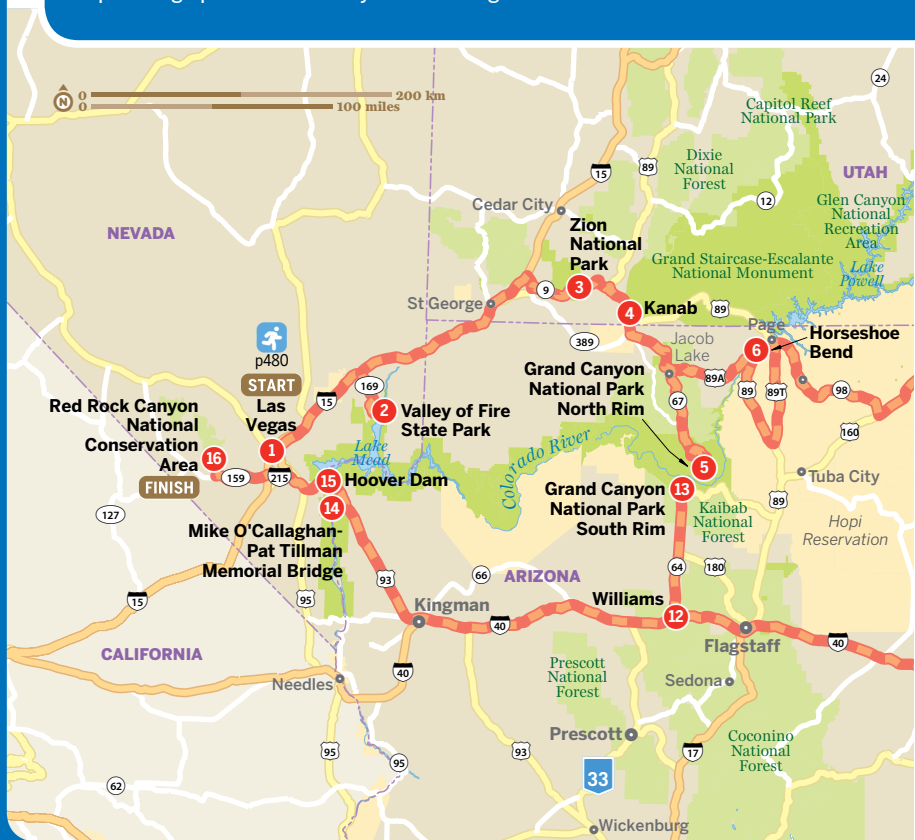 N
0 200 km
0 100 miles
24
Capitol Reef
National Park
Dixie
National
Forest
15
89
UTAH
12
Cedar City
Glen Canyon
National
Recreation
Area
NEVADA
Zion
National
Park
Grand Staircase-Escalante
National Monument
Lake
Powell
9
3
St George
4
Kanab
89
Page
389
Jacob
Lake
6
Horseshoe
Bend
p480
START
Grand Canyon
National Park
North Rim
89A
89
89T
98
169
15
67
Red Rock Canyon
National
Conservation
Area
Las
Vegas
2
Valley of Fire
State Park
160
1
16
Lake
Mead
Colorado River
5
FINISH
159
215
15
Hoover Dam
Tuba City
13
Grand Canyon
National Park
South Rim
89
127
14
Kaibab
National
Forest
Hopi
Reservation
Mike O'Callaghan-
Pat Tillman
Memorial Bridge
64
180
66
ARIZONA
93
15
95
Williams
12
Kingman
40
40
Flagstaff
CALIFORNIA
40
Prescott
National
Forest
Needles
Sedona
Prescott
Coconino
National
Forest
95
93
17
95
33
62
Wickenburg